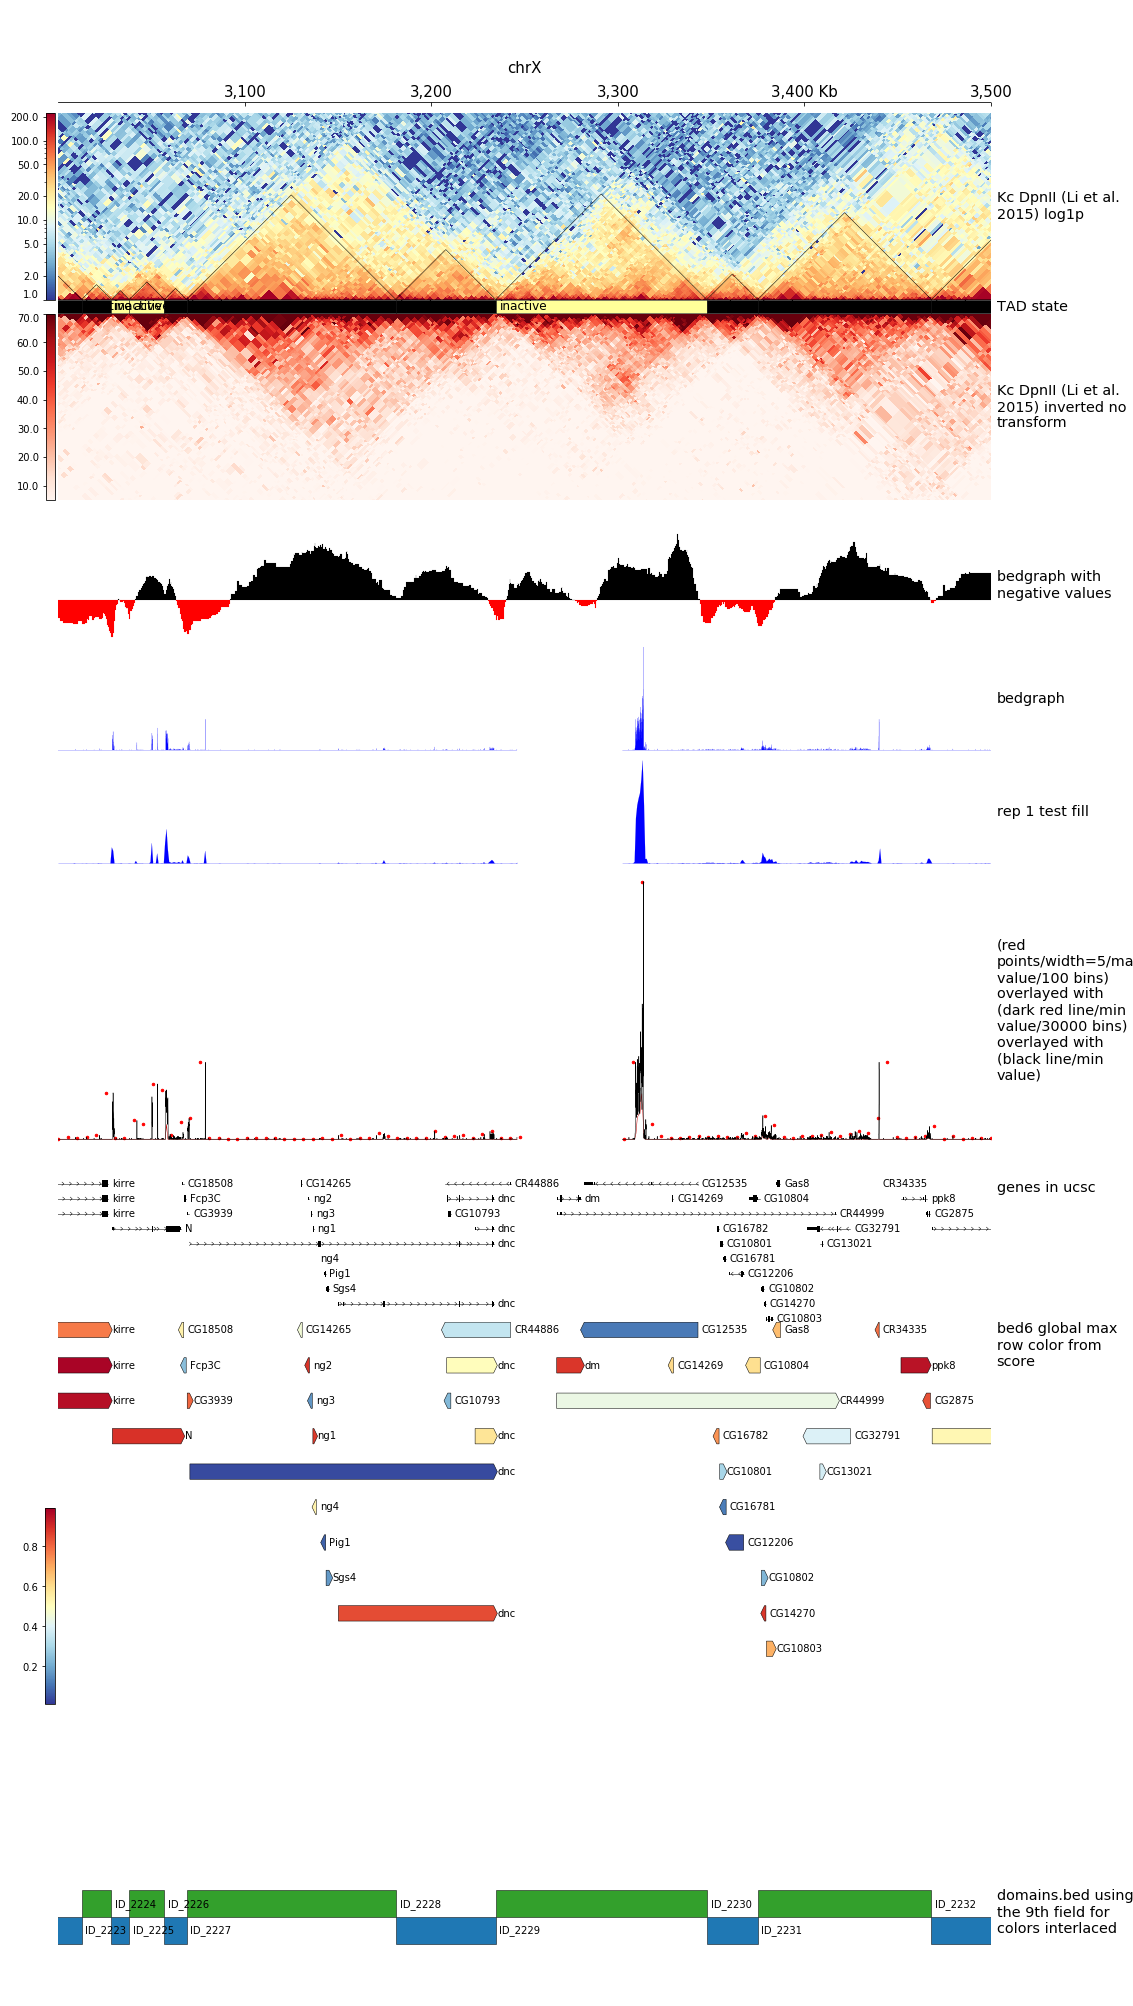 chrX
3,100 3,200 3,300 3,400 Kb 3,500
200.0
100.0
50.0
20.0
10.0
5.0
2.0
1.0
Kc DpnII (Li et al.
2015) log1p
inactive
TAD state
70.0
60.0
50.0
40.0
30.0
20.0
10.0
Kc DpnII (Li et al.
2015) inverted no
transform
bedgraph with
negative values
bedgraph
rep 1 test fill
(red
points/width=5/ma
value/100 bins)
overlayed with
(dark red line/min
value/30000 bins)
overlayed with
(black line/min
value)
genes in ucsc
kirre CG18508 CG14265 CR44886 CG12535 Gas8 CR34335
kirre Fcp3C ng2 dnc dm CG14269 CG10804 ppk8
kirre CG3939 ng3 CG10793 CR44999 CG2875
N ng1 dnc CG16782 CG32791
dnc CG10801 CG13021
ng4 CG16781
Pig1 CG12206
Sgs4 CG10802
dnc CG14270
CG10803
bed6 global max
row color from
score
kirre CG18508 CG14265 CR44886 CG12535 Gas8 CR34335
kirre Fcp3C ng2 dnc dm CG14269 CG10804 ppk8
kirre CG3939 ng3 CG10793 CR44999 CG2875
N ng1 dnc CG16782 CG32791
dnc CG10801 CG13021
ng4 CG16781
Pig1 CG12206
Sgs4 CG10802
dnc CG14270
CG10803
0.8
0.6
0.4
0.2
ID_2224 ID_2226 ID_2228 ID_2230 ID_2232
ID_2223 ID_2225 ID_2227 ID_2229 ID_2231
domains.bed using
the 9th field for
colors interlaced